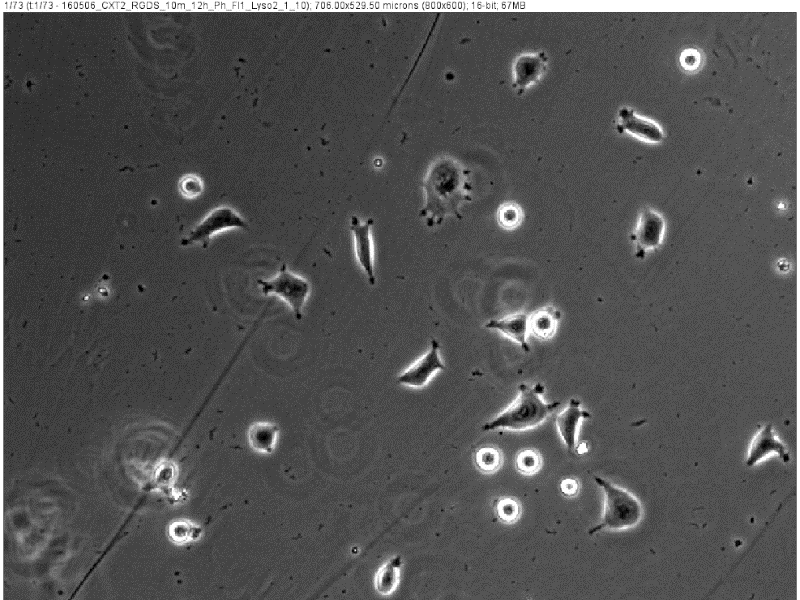 1/73 (t:1/73 - 160506_CXT2_RGDS_10m_12h_Ph_Fl1_Lyso2_1_10); 706.00x529.50 microns (800x600); 16-bit; 67MB